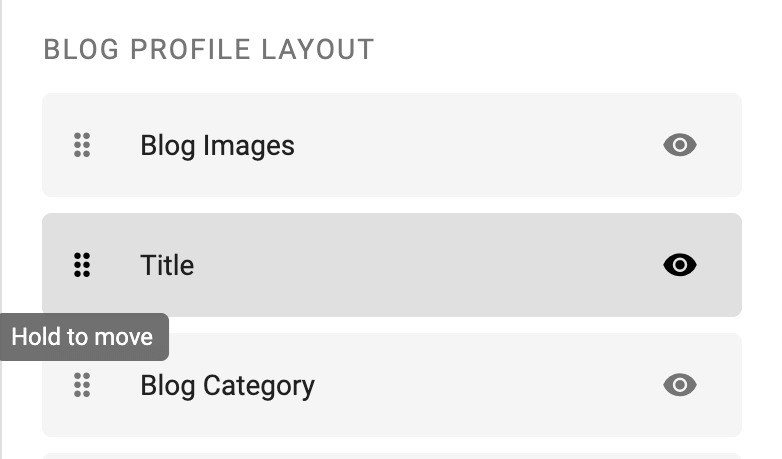 BLOG PROFILE LAYOUT
Blog Images
Title
Hold to move
Blog Category